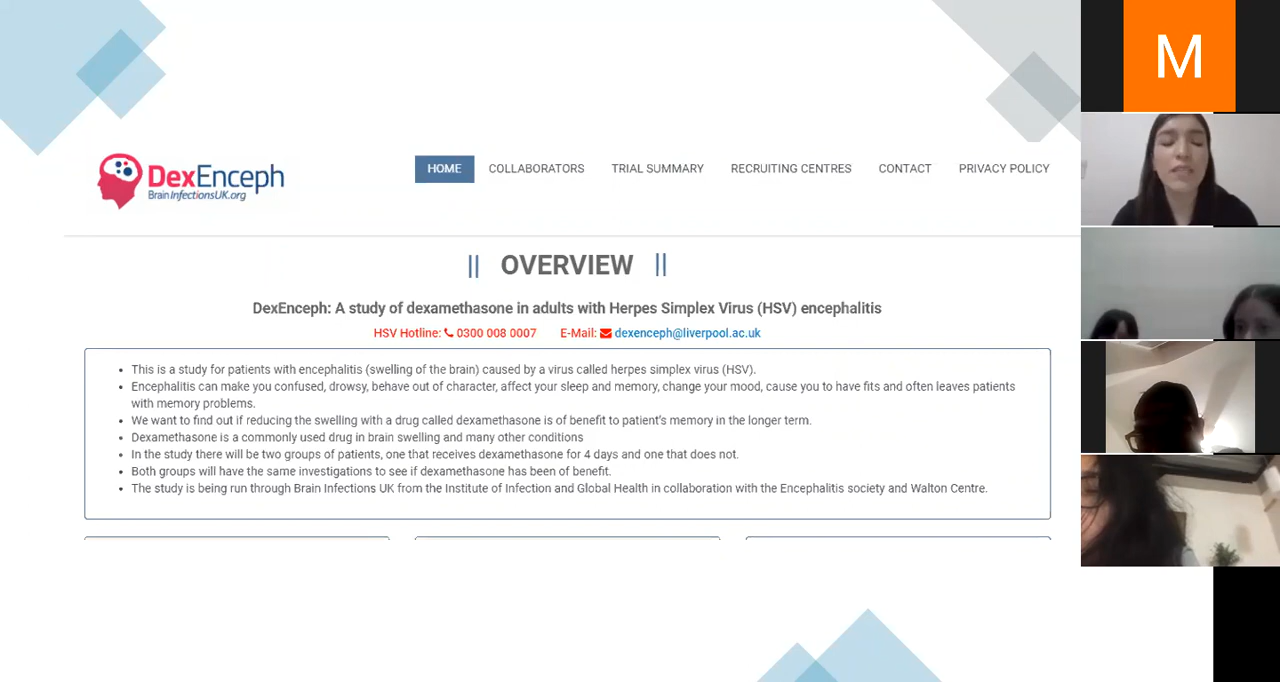 DexEnceph
BrainInfectionsUK.org
HOME COLLABORATORS TRIAL SUMMARY RECRUITING CENTRES CONTACT PRIVACY POLICY
|| OVERVIEW ||
DexEnceph: A study of dexamethasone in adults with Herpes Simplex Virus (HSV) encephalitis
HSV Hotline: 0300 008 0007 E-Mail: dexenceph@liverpool.ac.uk
• This is a study for patients with encephalitis (swelling of the brain) caused by a virus called herpes simplex virus (HSV).
• Encephalitis can make you confused, drowsy, behave out of character, affect your sleep and memory, change your mood, cause you to have fits and often leaves patients
with memory problems.
• We want to find out if reducing the swelling with a drug called dexamethasone is of benefit to patient's memory in the longer term.
• Dexamethasone is a commonly used drug in brain swelling and many other conditions
• In the study there will be two groups of patients, one that receives dexamethasone for 4 days and one that does not.
• Both groups will have the same investigations to see if dexamethasone has been of benefit.
• The study is being run through Brain Infections UK from the Institute of Infection and Global Health in collaboration with the Encephalitis society and Walton Centre.
M